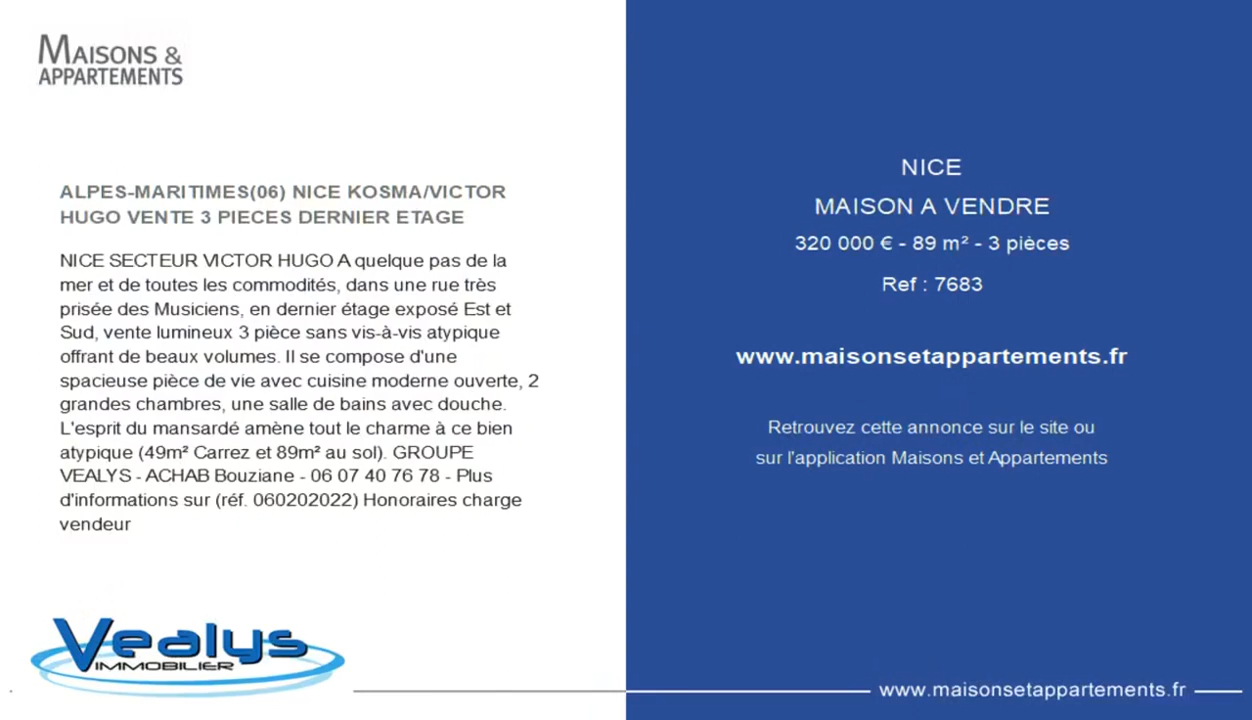 MAISONS &
APPARTEMENTS
ALPES-MARITIMES(06) NICE KOSMA/VICTOR
HUGO VENTE 3 PIECES DERNIER ETAGE
NICE SECTEUR VICTOR HUGO A quelque pas de la
mer et de toutes les commodités, dans une rue très
prisée des Musiciens, en dernier étage exposé Est et
Sud, vente lumineux 3 pièce sans vis-à-vis atypique
offrant de beaux volumes. Il se compose d'une
spacieuse pièce de vie avec cuisine moderne ouverte, 2
grandes chambres, une salle de bains avec douche.
L'esprit du mansardé amène tout le charme à ce bien
atypique (49m² Carrez et 89m² au sol). GROUPE
VEALYS - ACHAB Bouziane - 06 07 40 76 78 - Plus
d'informations sur (réf. 060202022) Honoraires charge
vendeur
Vealys
IMMOBILIER
NICE
MAISON A VENDRE
320 000 € - 89 m² - 3 pièces
Ref : 7683
www.maisonsetappartements.fr
Retrouvez cette annonce sur le site ou
sur l'application Maisons et Appartements
www.maisonsetappartements.fr